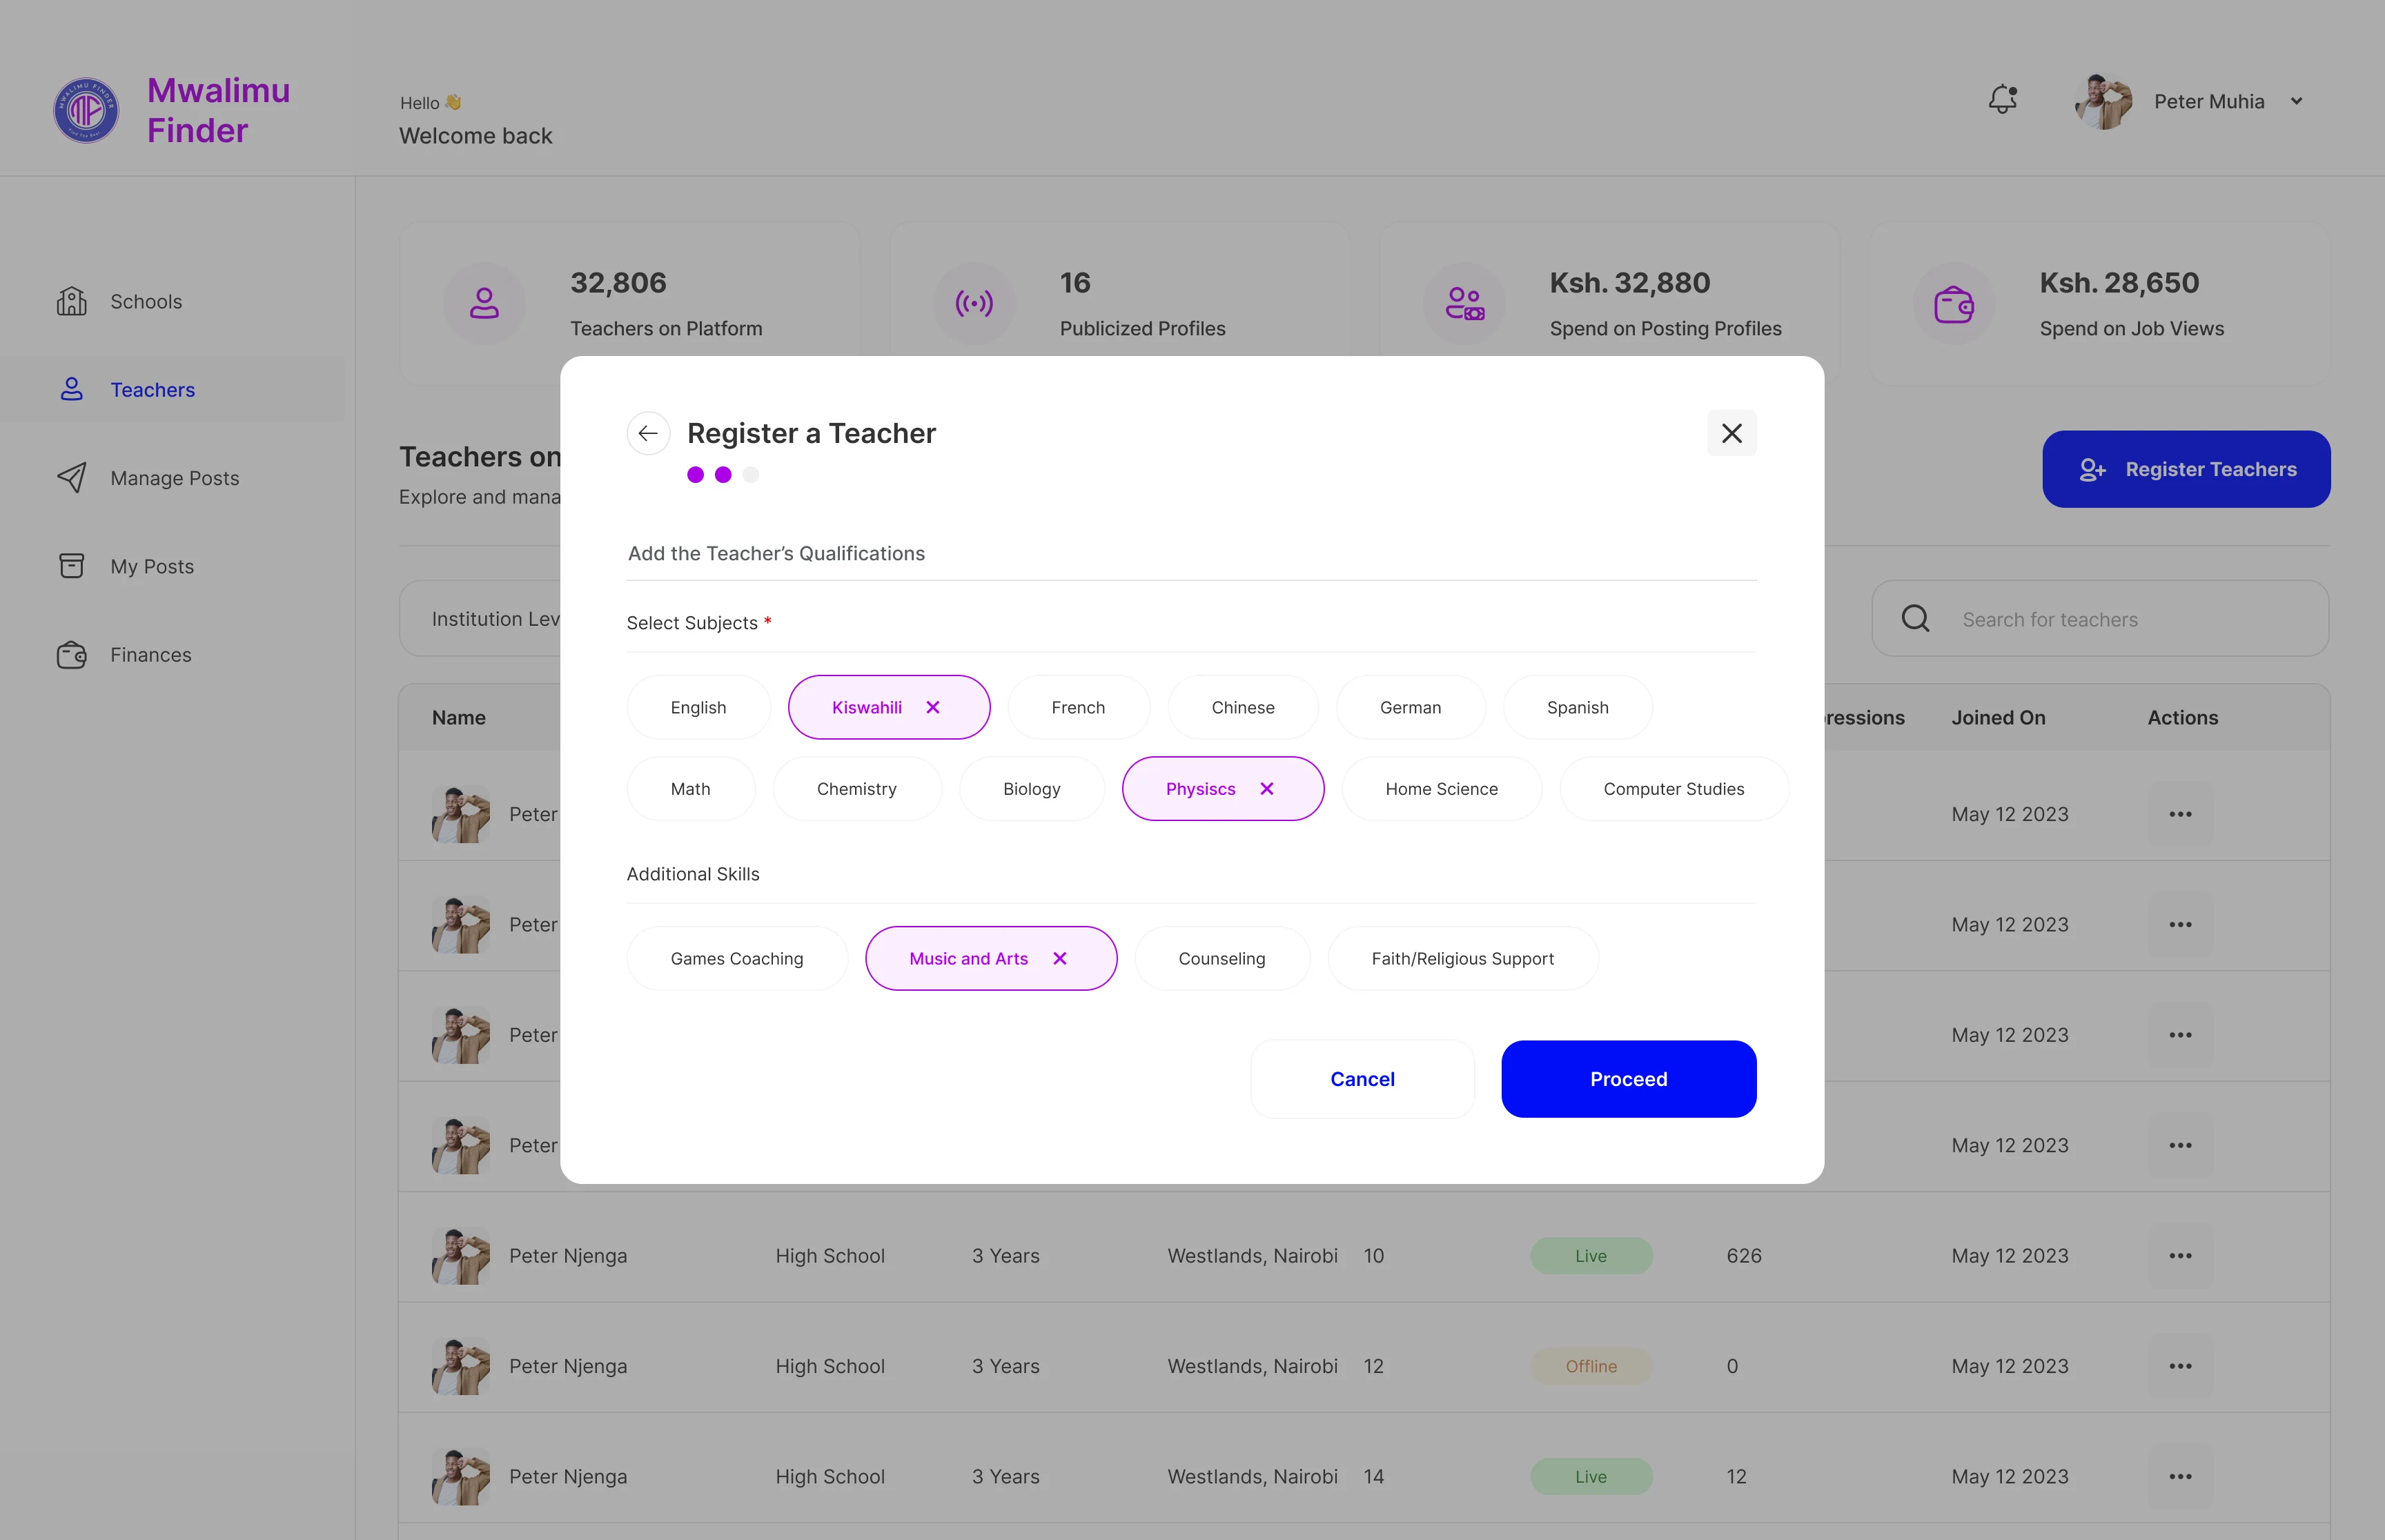 Mwalimu
Finder
Hello 👋
Welcome back
Peter Muhia
Schools
Teachers
Manage Posts
My Posts
Finances
32,806
Teachers on Platform
16
Publicized Profiles
Ksh. 32,880
Spend on Posting Profiles
Ksh. 28,650
Spend on Job Views
Teachers on
Explore and mana
Register Teachers
Institution Lev
Search for teachers
Register a Teacher
Add the Teacher’s Qualifications
Select Subjects *
English Kiswahili French Chinese German Spanish
Math Chemistry Biology Physiscs Home Science Computer Studies
Additional Skills
Games Coaching Music and Arts Counseling Faith/Religious Support
Cancel Proceed
Name pressions Joined On Actions
Peter May 12 2023
Peter May 12 2023
Peter May 12 2023
Peter May 12 2023
Peter Njenga High School 3 Years Westlands, Nairobi 10 Live 626 May 12 2023
Peter Njenga High School 3 Years Westlands, Nairobi 12 Offline 0 May 12 2023
Peter Njenga High School 3 Years Westlands, Nairobi 14 Live 12 May 12 2023